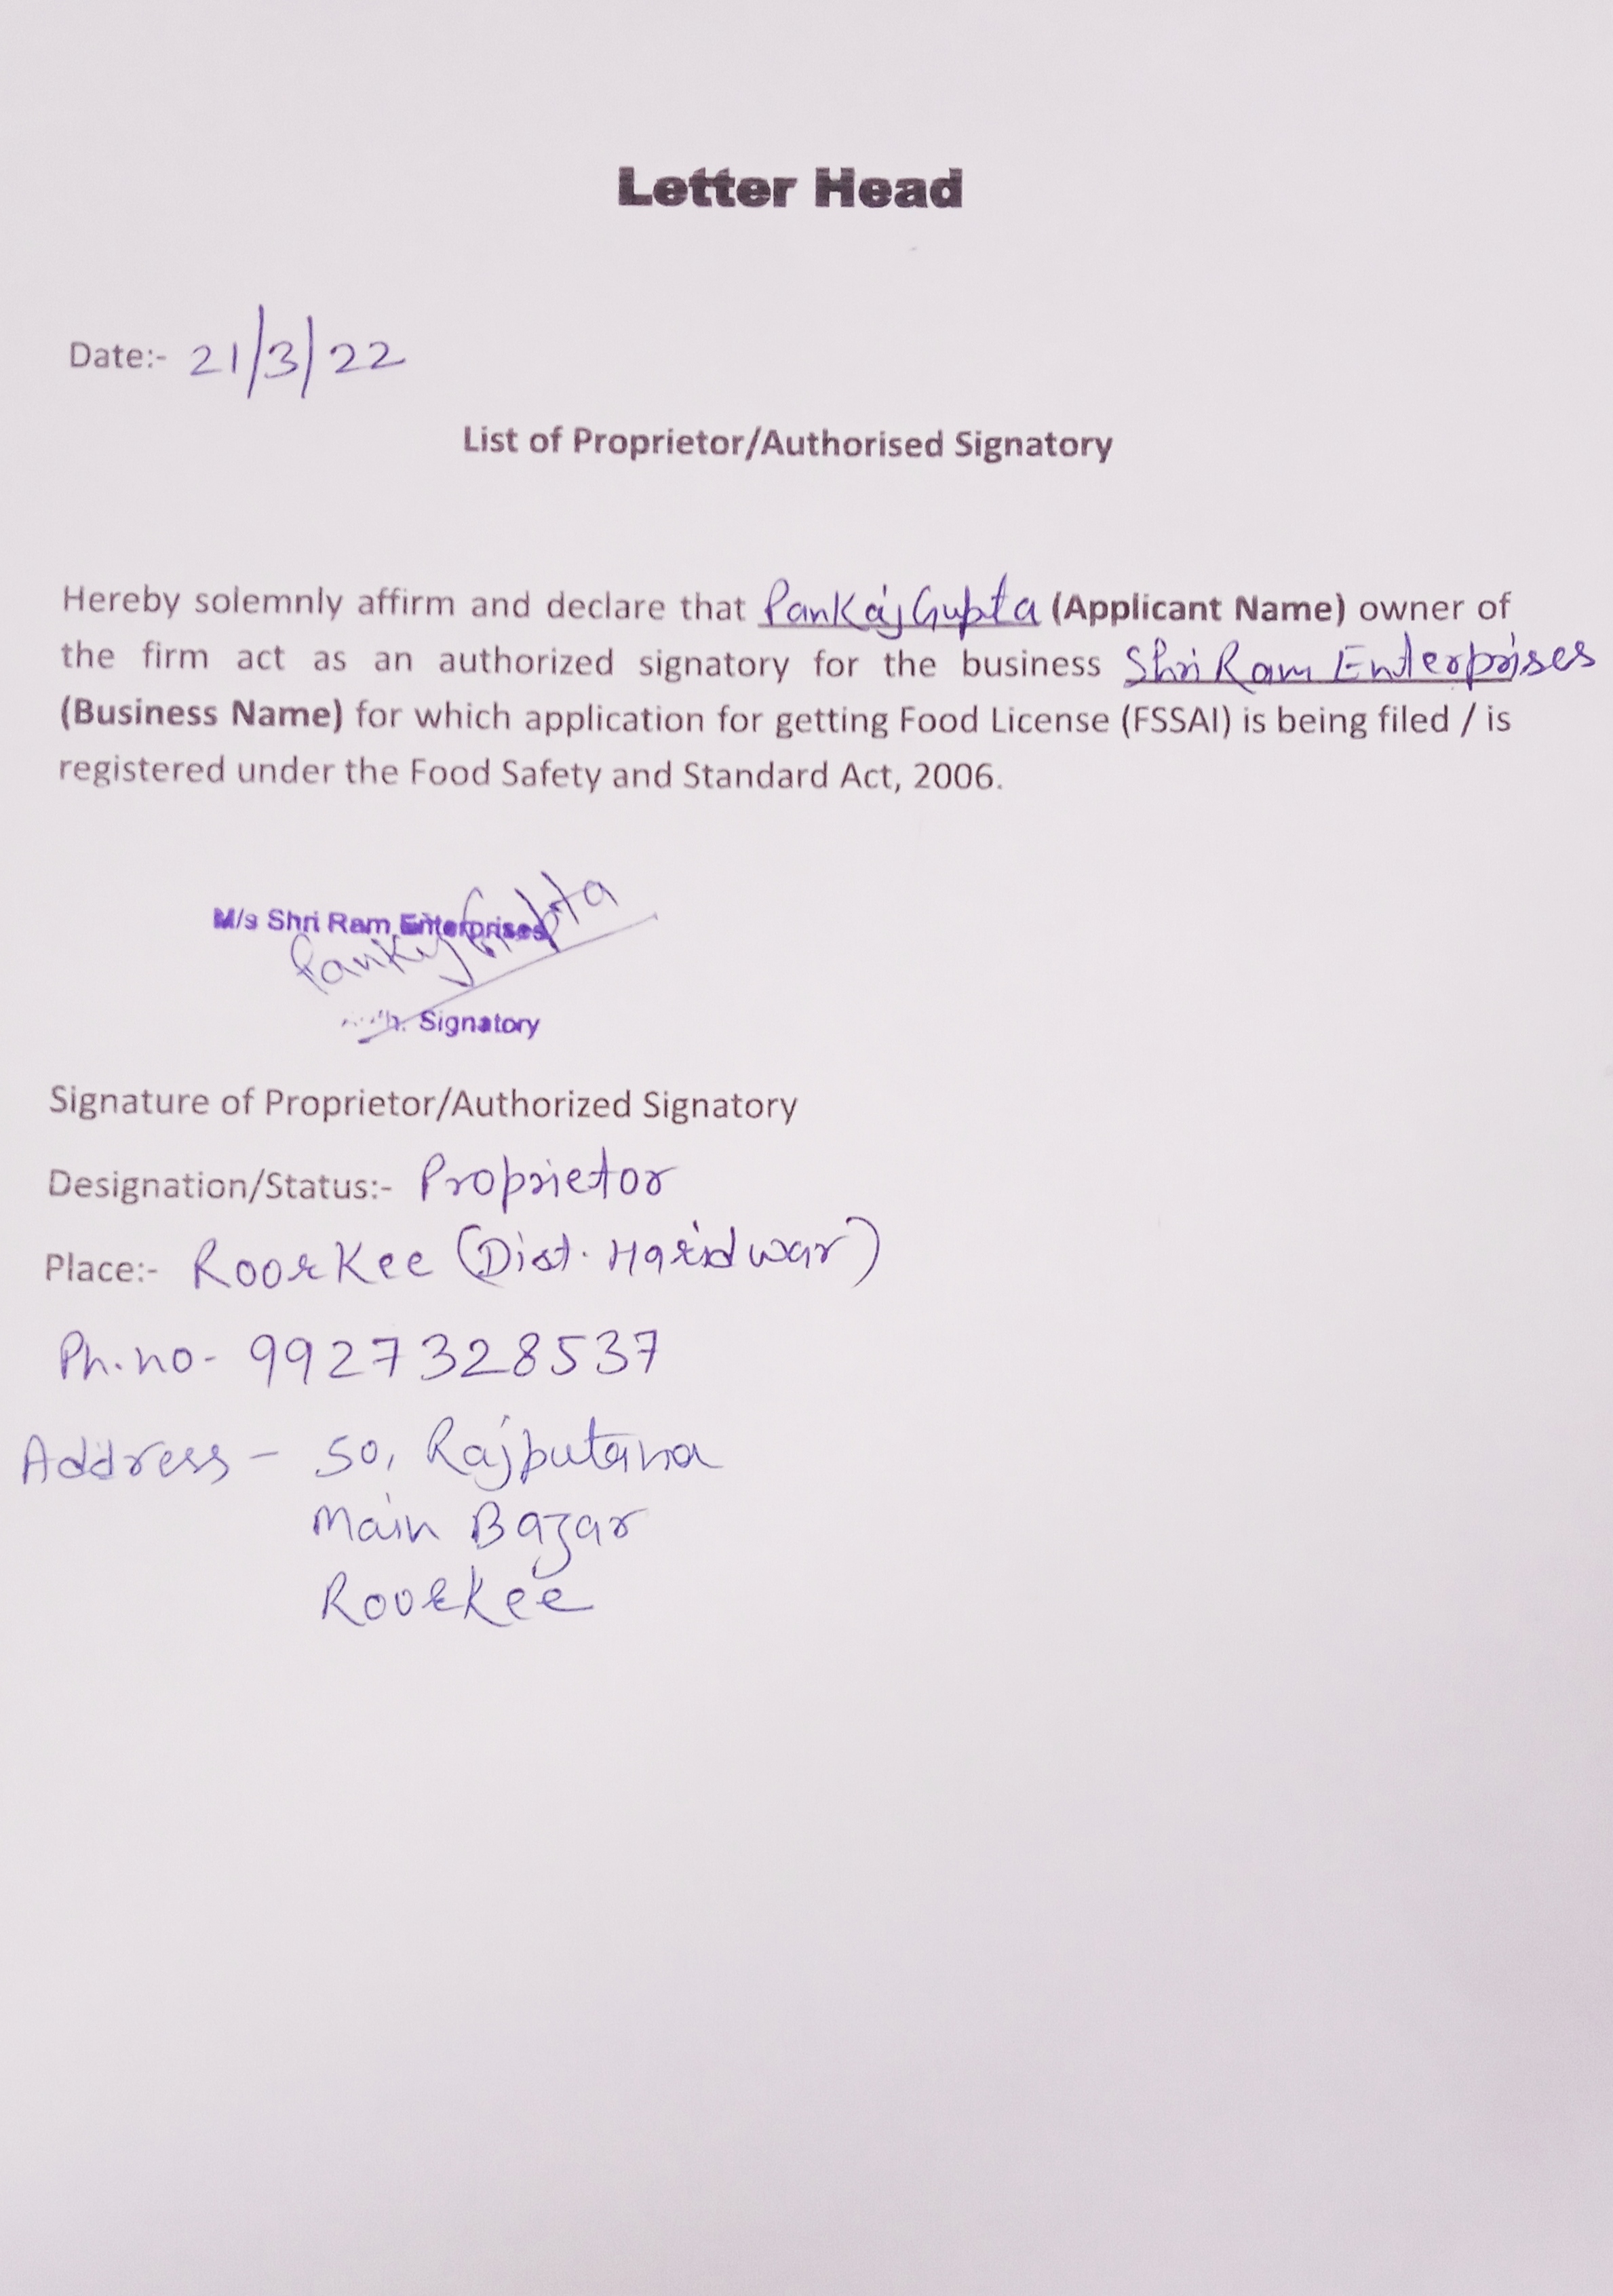 Letter Head
Date:- 21/3/22
List of Proprietor/Authorised Signatory
Hereby solemnly affirm and declare that Pankaj Gupta (Applicant Name) owner of
the firm act as an authorized signatory for the business Shri Ram Enterprises
(Business Name) for which application for getting Food License (FSSAI) is being filed / is
registered under the Food Safety and Standard Act, 2006.
M/s Shri Ram Enterprises
Pankaj Gupta
Signatory
Signature of Proprietor/Authorized Signatory
Designation/Status:- Proprietor
Place:- Roorkee (Dist. Haridwar)
Ph.no- 9927328537
Address - 50, Rajputana
Main Bazar
Roorkee